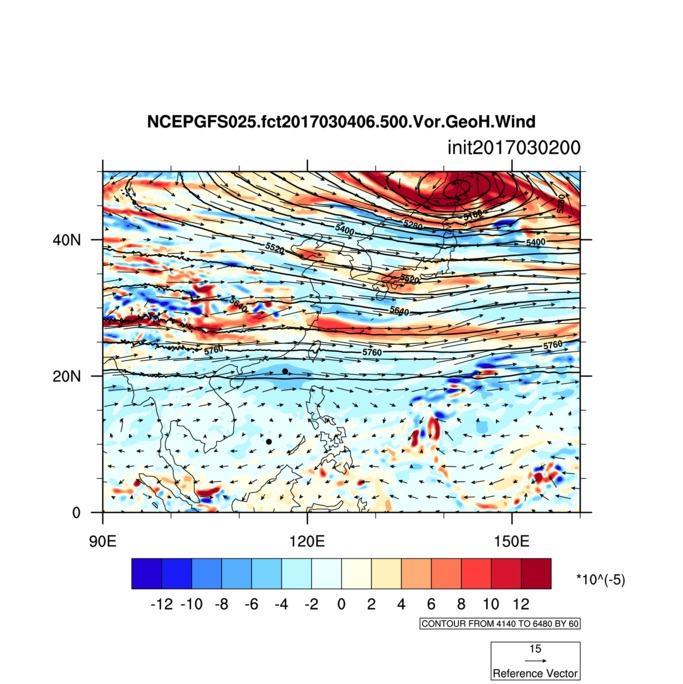 NCEPGFS025.fct2017030406.500.Vor.GeoH.Wind
init2017030200
5160
5280
5400
5400
5520
5520
5640
5640
5760
5760
5760
40N
20N
0
90E 120E 150E
-12 -10 -8 -6 -4 -2 0 2 4 6 8 10 12
*10^(-5)
CONTOUR FROM 4140 TO 6480 BY 60
15
Reference Vector